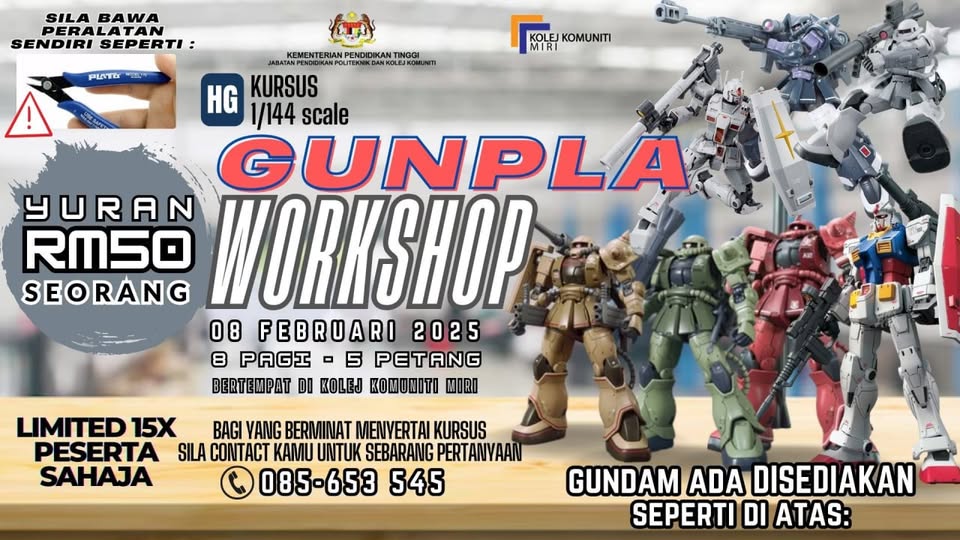 SILA BAWA
PERALATAN
SENDIRI SEPERTI :
PLATO
KEMENTERIAN PENDIDIKAN TINGGI
JABATAN PENDIDIKAN POLITEKNIK DAN KOLEJ KOMUNITI
KOLEJ KOMUNITI
MIRI
HG
KURSUS
1/144 scale
GUNPLA
WORKSHOP
YURAN
RM50
SEORANG
08 FEBRUARI 2025
8 PAGI - 5 PETANG
BERTEMPAT DI KOLEJ KOMUNITI MIRI
LIMITED 15X
PESERTA
SAHAJA
BAGI YANG BERMINAT MENYERTAI KURSUS
SILA CONTACT KAMU UNTUK SEBARANG PERTANYAAN
085-653 545
GUNDAM ADA DISEDIAKAN
SEPERTI DI ATAS: